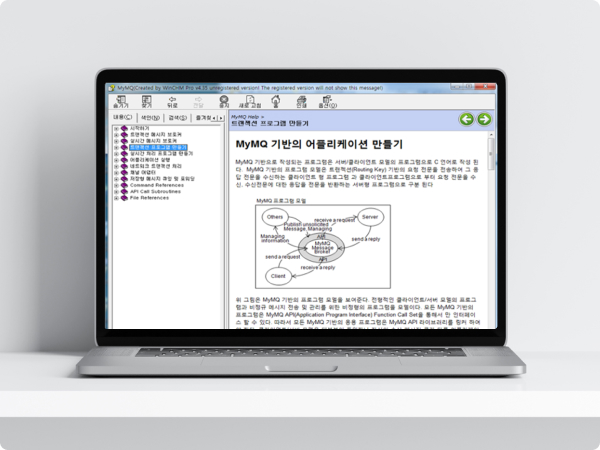 MyMQ(Created by WinCHM Pro v4.35 unregistered version! The registered version will not show this message!)
숨기기 찾기 뒤로 전달 중지 새로 고침 홈 인쇄 옵션(O)
내용(C) 색인(N) 검색(S) 즐겨찾
시작하기
트랜잭션 메시지 브로커
실시간 메시지 브로커
트랜잭션 프로그램 만들기
실시간 처리 프로그램 만들기
어플리케이션 실행
네트워크 트랜잭션 처리
채널 어댑터
저장형 메시지 큐잉 및 포워딩
Command References
API Call Subroutines
File References
MyMQ Help >
트랜잭션 프로그램 만들기
MyMQ 기반의 어플리케이션 만들기
MyMQ 기반으로 작성되는 프로그램은 서버/클라이언트 모델의 프로그램으로 C 언어로 작성 된
다. MyMQ 기반의 프로그램 모델은 트랜잭션(Routing Key) 기반의 요청 전문을 전송하여 그 응
답 전문을 수신하는 클라이언트 형 프로그램 과 클라이언트프로그램으로 부터 요청 전문을 수
신, 수신전문에 대한 응답을 전문을 반환하는 서버형 프로그램으로 구분 된다
MyMQ 프로그램 모델
Others
receive a request
Server
Publish unsolicited
Message, Managing
Managing
information
API
MyMQ
Message
Broker
API
send a reply
send a request
receive a reply
Client
위 그림은 MyMQ 기반의 프로그램 모델을 보여준다. 전형적인 클라이언트/서버 모델의 프로그
램과 비정규 메시지 전송 및 관리를 위한 비정형의 프로그램을 모델이다. 모든 MyMQ 기반의
프로그램은 MyMQ API(Application Program Interface) Function Call Set을 통해서 만 인터페이
스 할 수 있다. 따라서 모든 MyMQ 기반의 응용 프로그램은 MyMQ API 라이브러리를 링커 하여